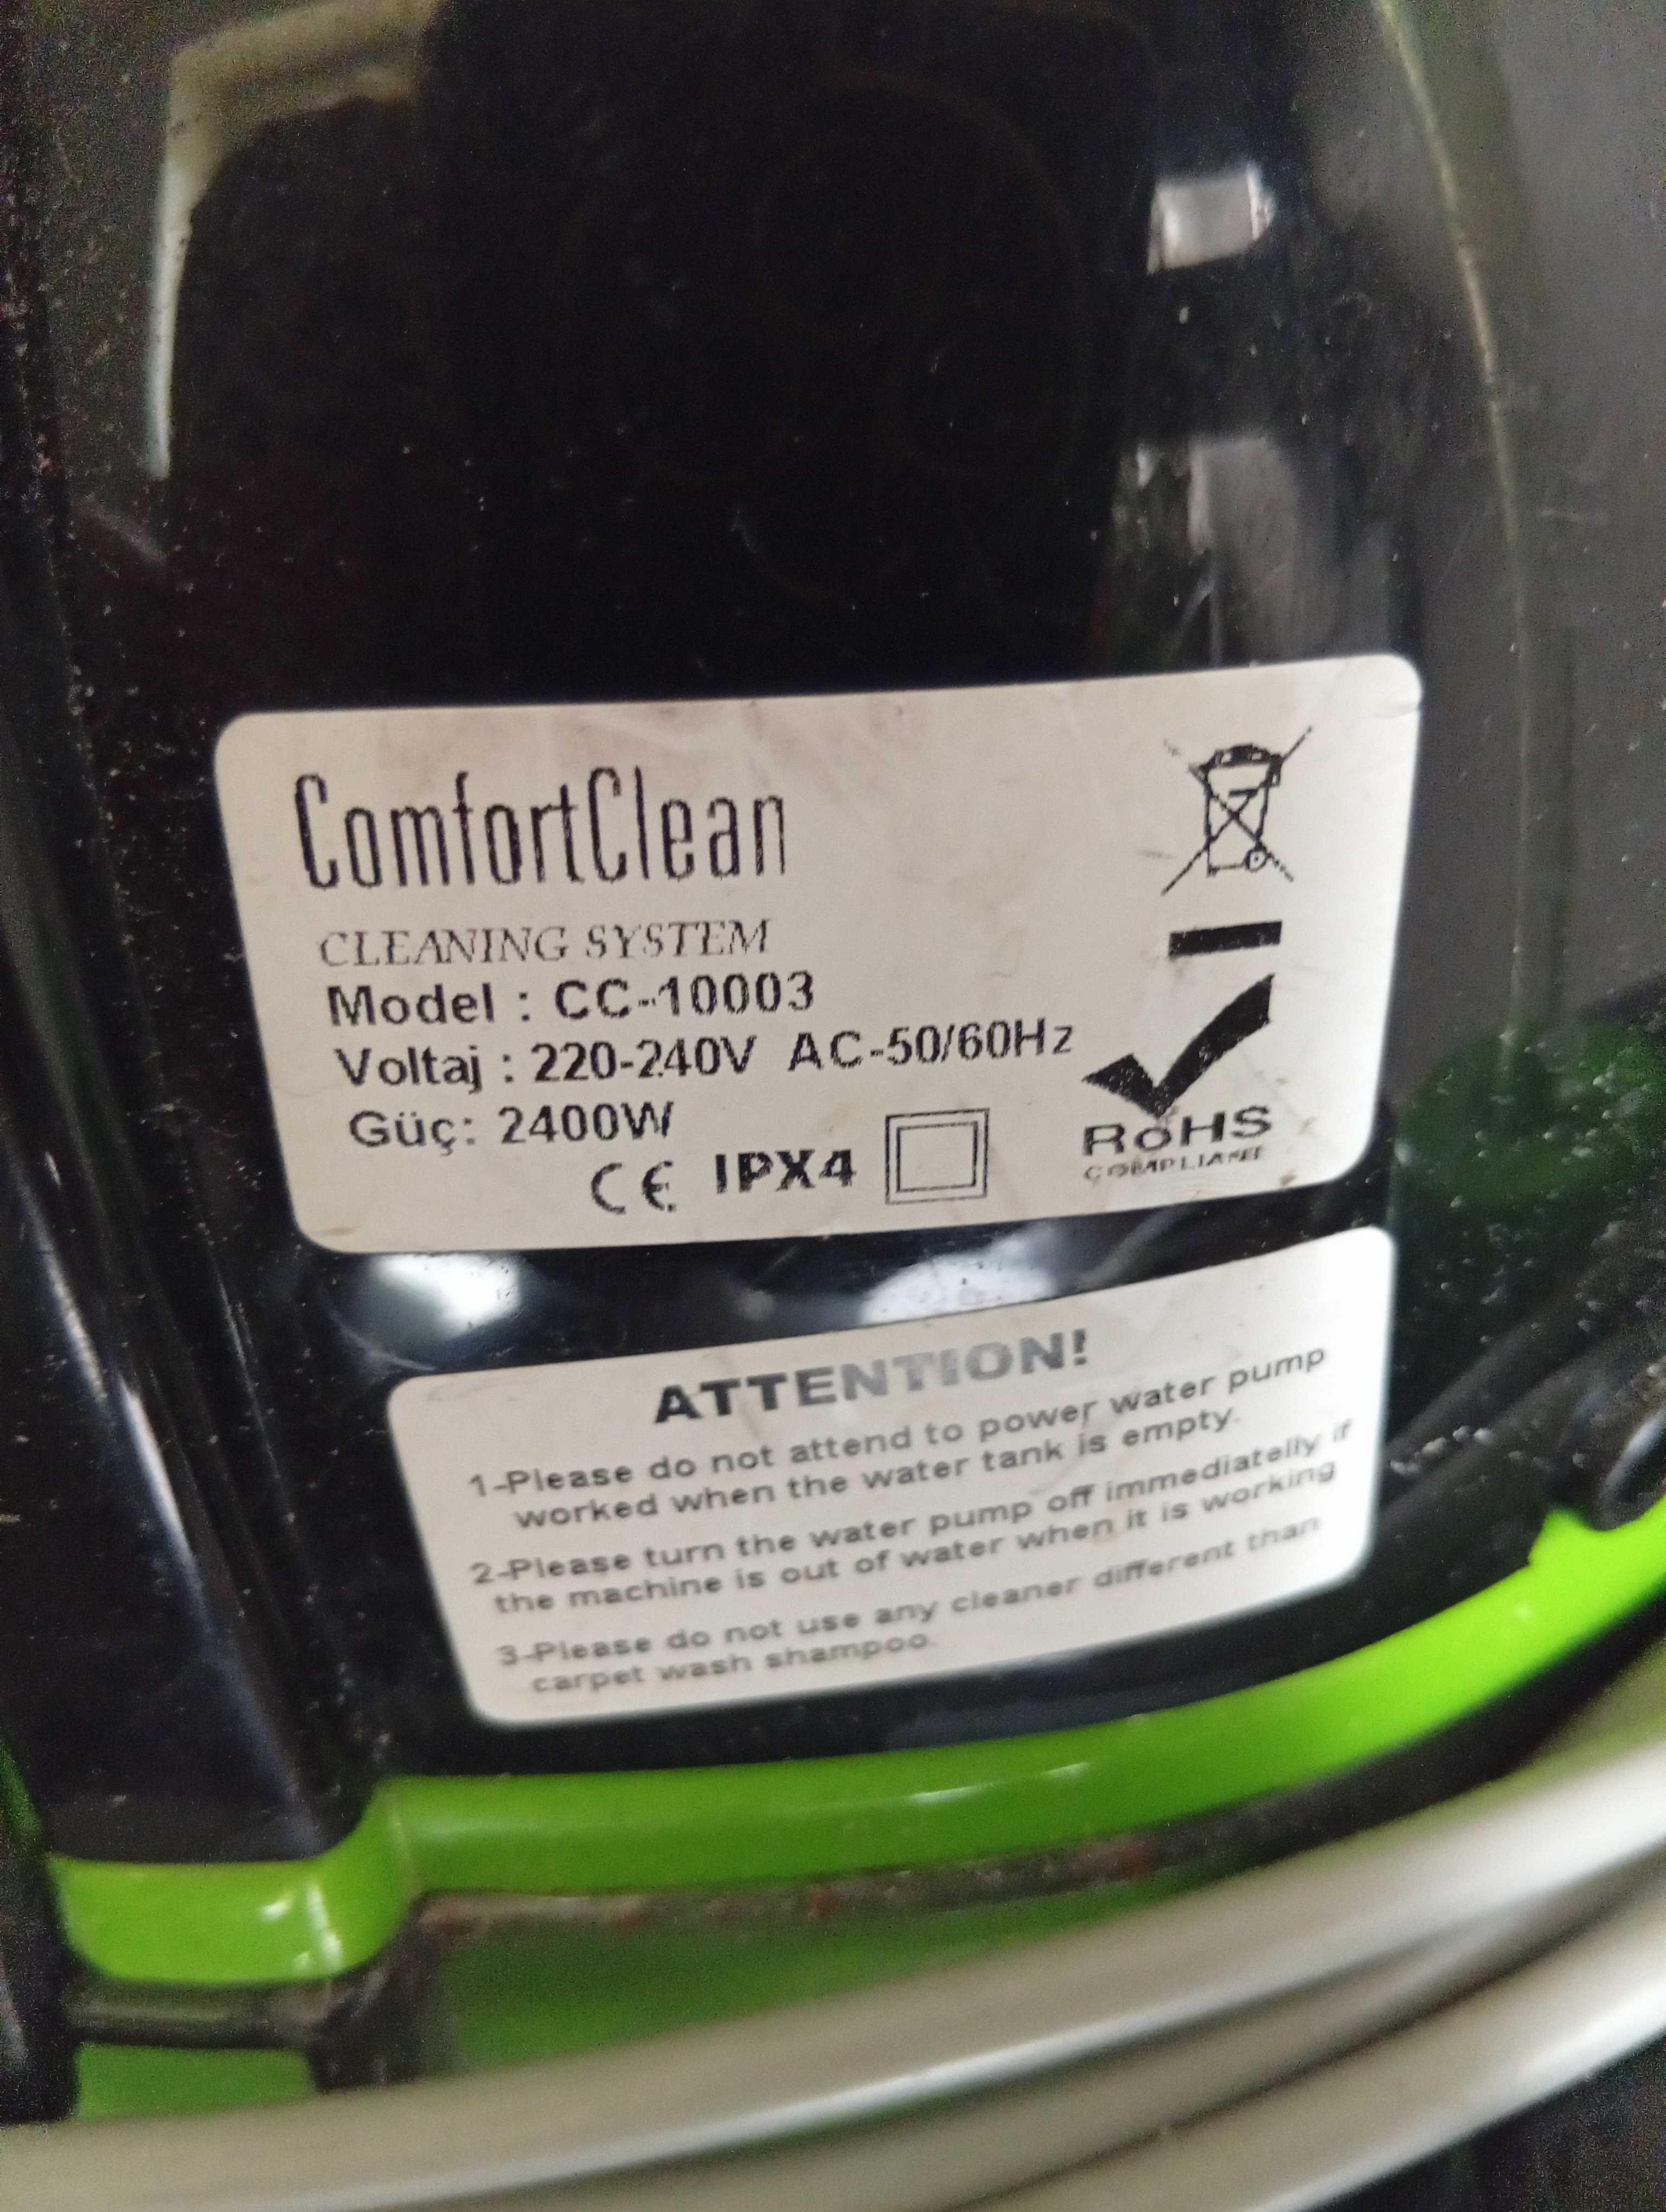 ComfortClean
CLEANING SYSTEM
Model : CC-10003
Voltaj : 220-240V AC-50/60Hz
Güç: 2400W
CE IPX4
RoHS
COMPLIANT
ATTENTION!
1-Please do not attend to power water pump
worked when the water tank is empty.
2-Please turn the water pump off immediatelly if
the machine is out of water when it is working
3-Please do not use any cleaner different than
carpet wash shampoo.